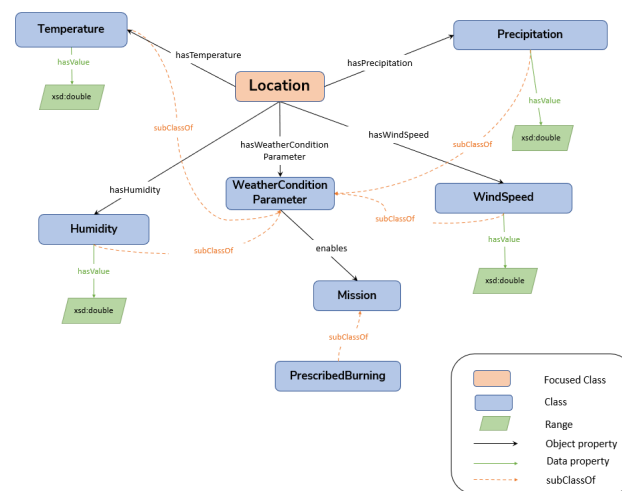 Temperature
Precipitation
hasTemperature
hasPrecipitation
hasValue
Location
xsd:double
hasValue
subClassOf
hasWindSpeed
xsd:double
hasWeatherCondition
Parameter
subClassOf
hasHumidity
WeatherCondition
Parameter
WindSpeed
subClassOf
Humidity
subClassOf
enables
hasValue
hasValue
xsd:double
Mission
xsd:double
subClassOf
PrescribedBurning
Focused Class
Class
Range
Object property
Data property
subClassOf